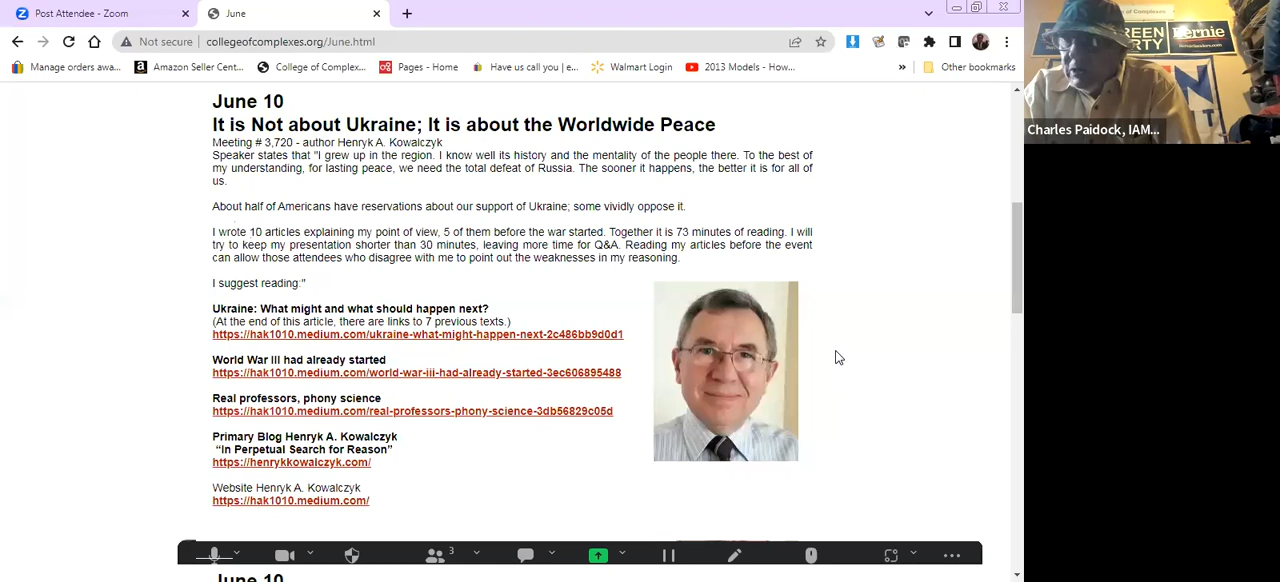 Post Attendee - Zoom
June
Not secure | collegeofcomplexes.org/June.html
Manage orders awa...
Amazon Seller Cent...
College of Complex...
Pages - Home
Have us call you | e...
Walmart Login
2013 Models - How...
»
Other bookmarks
June 10
It is Not about Ukraine; It is about the Worldwide Peace
Meeting # 3,720 - author Henryk A. Kowalczyk
Speaker states that "I grew up in the region. I know well its history and the mentality of the people there. To the best of
my understanding, for lasting peace, we need the total defeat of Russia. The sooner it happens, the better it is for all of
us.
About half of Americans have reservations about our support of Ukraine; some vividly oppose it.
I wrote 10 articles explaining my point of view, 5 of them before the war started. Together it is 73 minutes of reading. I will
try to keep my presentation shorter than 30 minutes, leaving more time for Q&A. Reading my articles before the event
can allow those attendees who disagree with me to point out the weaknesses in my reasoning.
I suggest reading:"
Ukraine: What might and what should happen next?
(At the end of this article, there are links to 7 previous texts.)
https://hak1010.medium.com/ukraine-what-might-happen-next-2c486bb9d0d1
World War III had already started
https://hak1010.medium.com/world-war-iii-had-already-started-3ec606895488
Real professors, phony science
https://hak1010.medium.com/real-professors-phony-science-3db56829c05d
Primary Blog Henryk A. Kowalczyk
“In Perpetual Search for Reason”
https://henrykkowalczyk.com/
Website Henryk A. Kowalczyk
https://hak1010.medium.com/
3
June 10
of Complexes
REEN
RTY
Bernie
Charles Paidock, IAM...